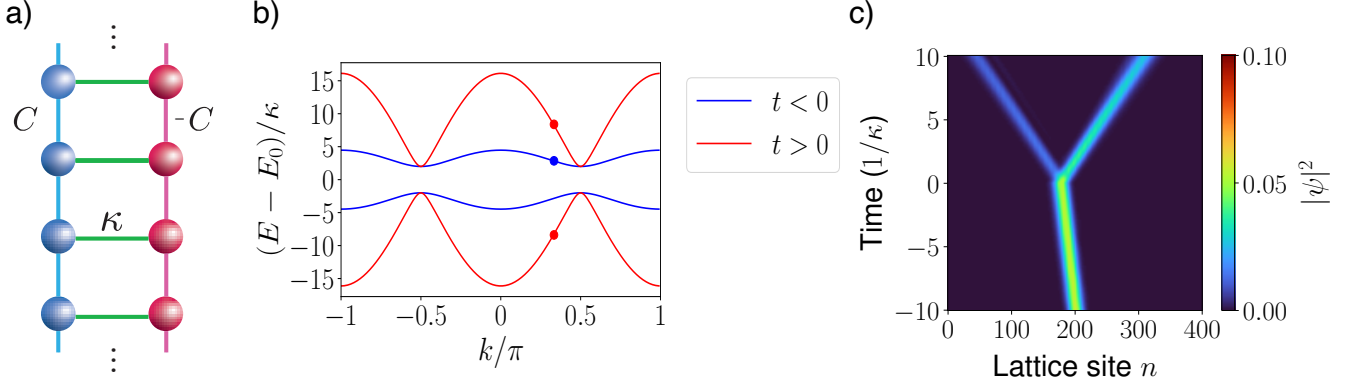 a)
⋮
C
-C
κ
⋮
b)
(E − E₀)/κ
15
10
5
0
−5
−10
−15
−1
−0.5
0
0.5
1
k/π
t < 0
t > 0
c)
Time (1/κ)
10
5
0
−5
−10
0
100
200
300
400
Lattice site n
0.10
0.05
0.00
|ψ|²